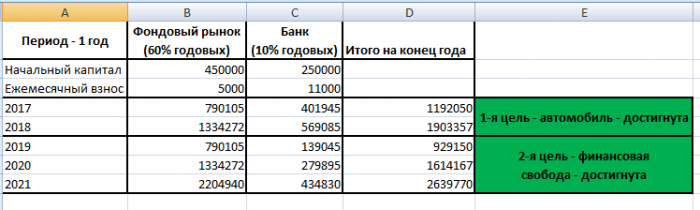 A B C D E
Период - 1 год Фондовый рынок (60% годовых) Банк (10% годовых) Итого на конец года
Начальный капитал 450000 250000
Ежемесячный взнос 5000 11000
2017 790105 401945 1192050
2018 1334272 569085 1903357
1-я цель - автомобиль - достигнута
2019 790105 139045 929150
2020 1334272 279895 1614167
2021 2204940 434830 2639770
2-я цель - финансовая
свобода - достигнута